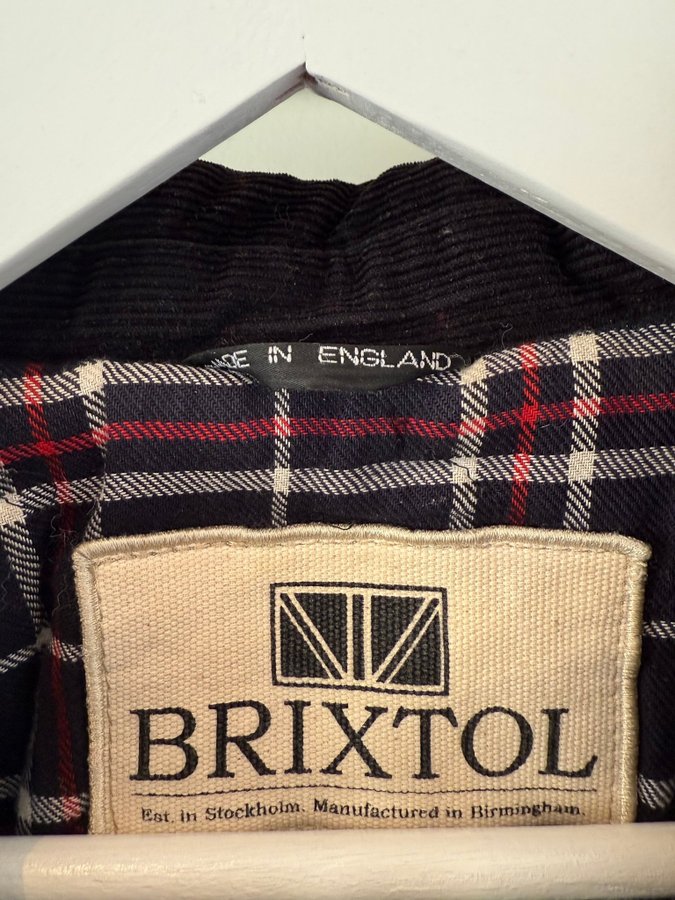 MADE IN ENGLAND
BRIXTOL
Est. in Stockholm. Manufactured in Birmingham.